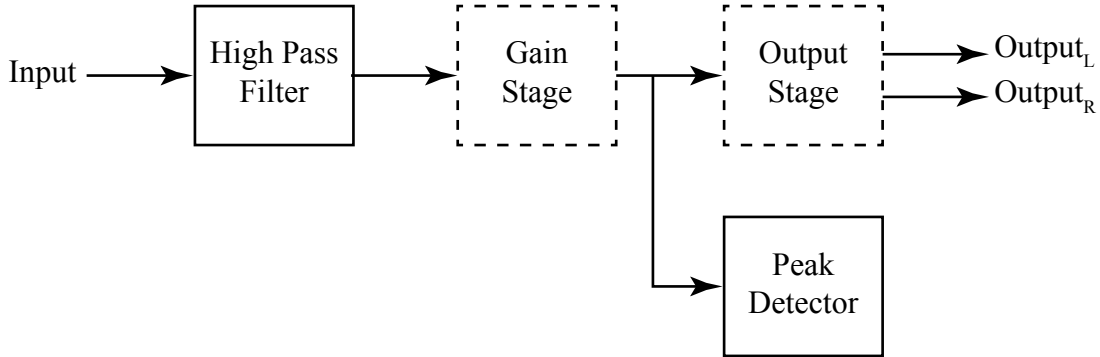 Input
High Pass
Filter
Gain
Stage
Output
Stage
Output_L
Output_R
Peak
Detector